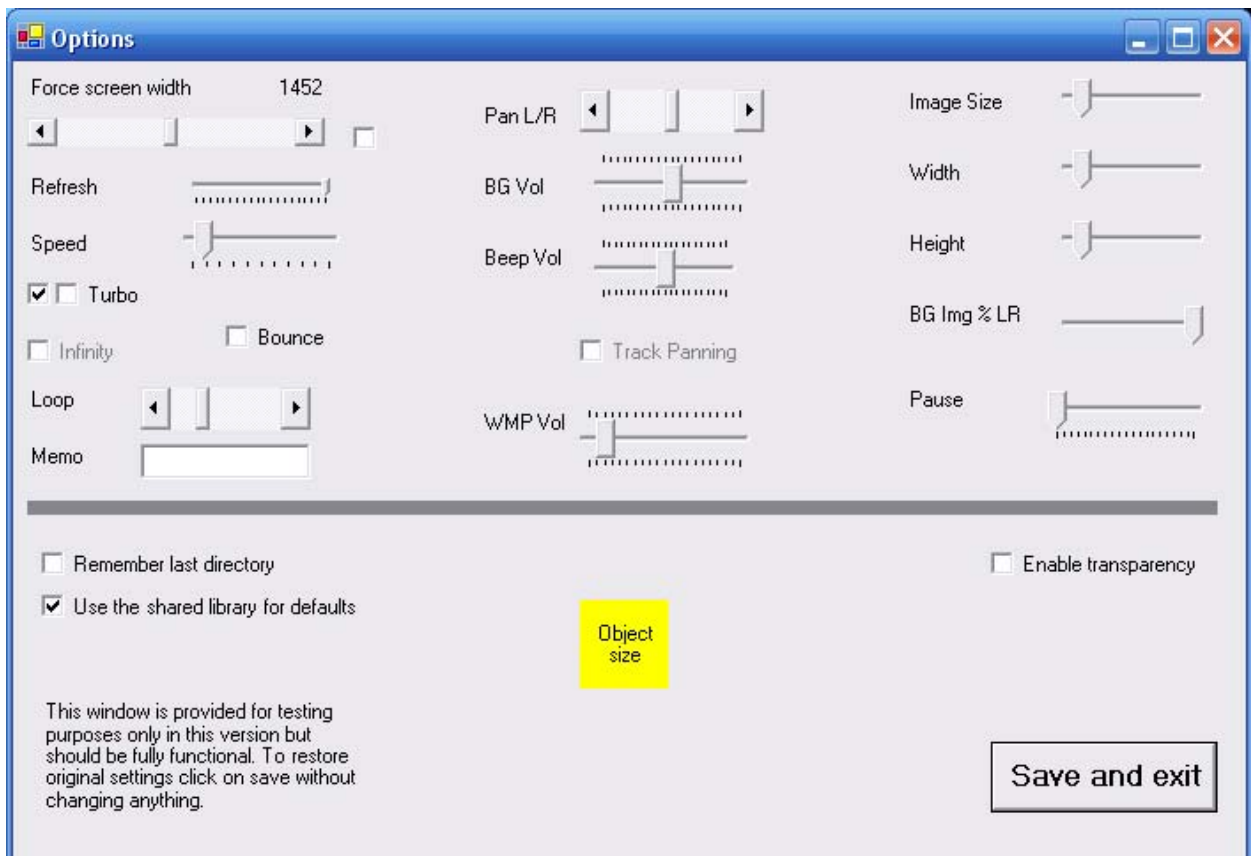 Options
Force screen width 1452
Refresh
Speed
Turbo
Infinity
Bounce
Loop
Memo
Pan L/R
BG Vol
Beep Vol
Track Panning
WMP Vol
Image Size
Width
Height
BG Img % LR
Pause
Remember last directory
Use the shared library for defaults
Enable transparency
Object
size
This window is provided for testing
purposes only in this version but
should be fully functional. To restore
original settings click on save without
changing anything.
Save and exit